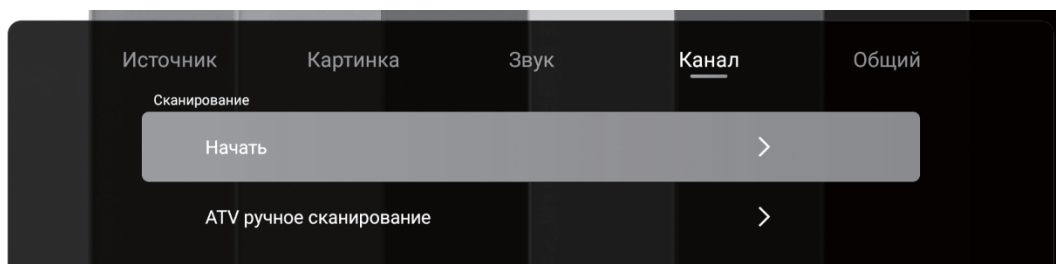 Источник Картинка Звук Канал Общий
Сканирование
Начать
ATV ручное сканирование